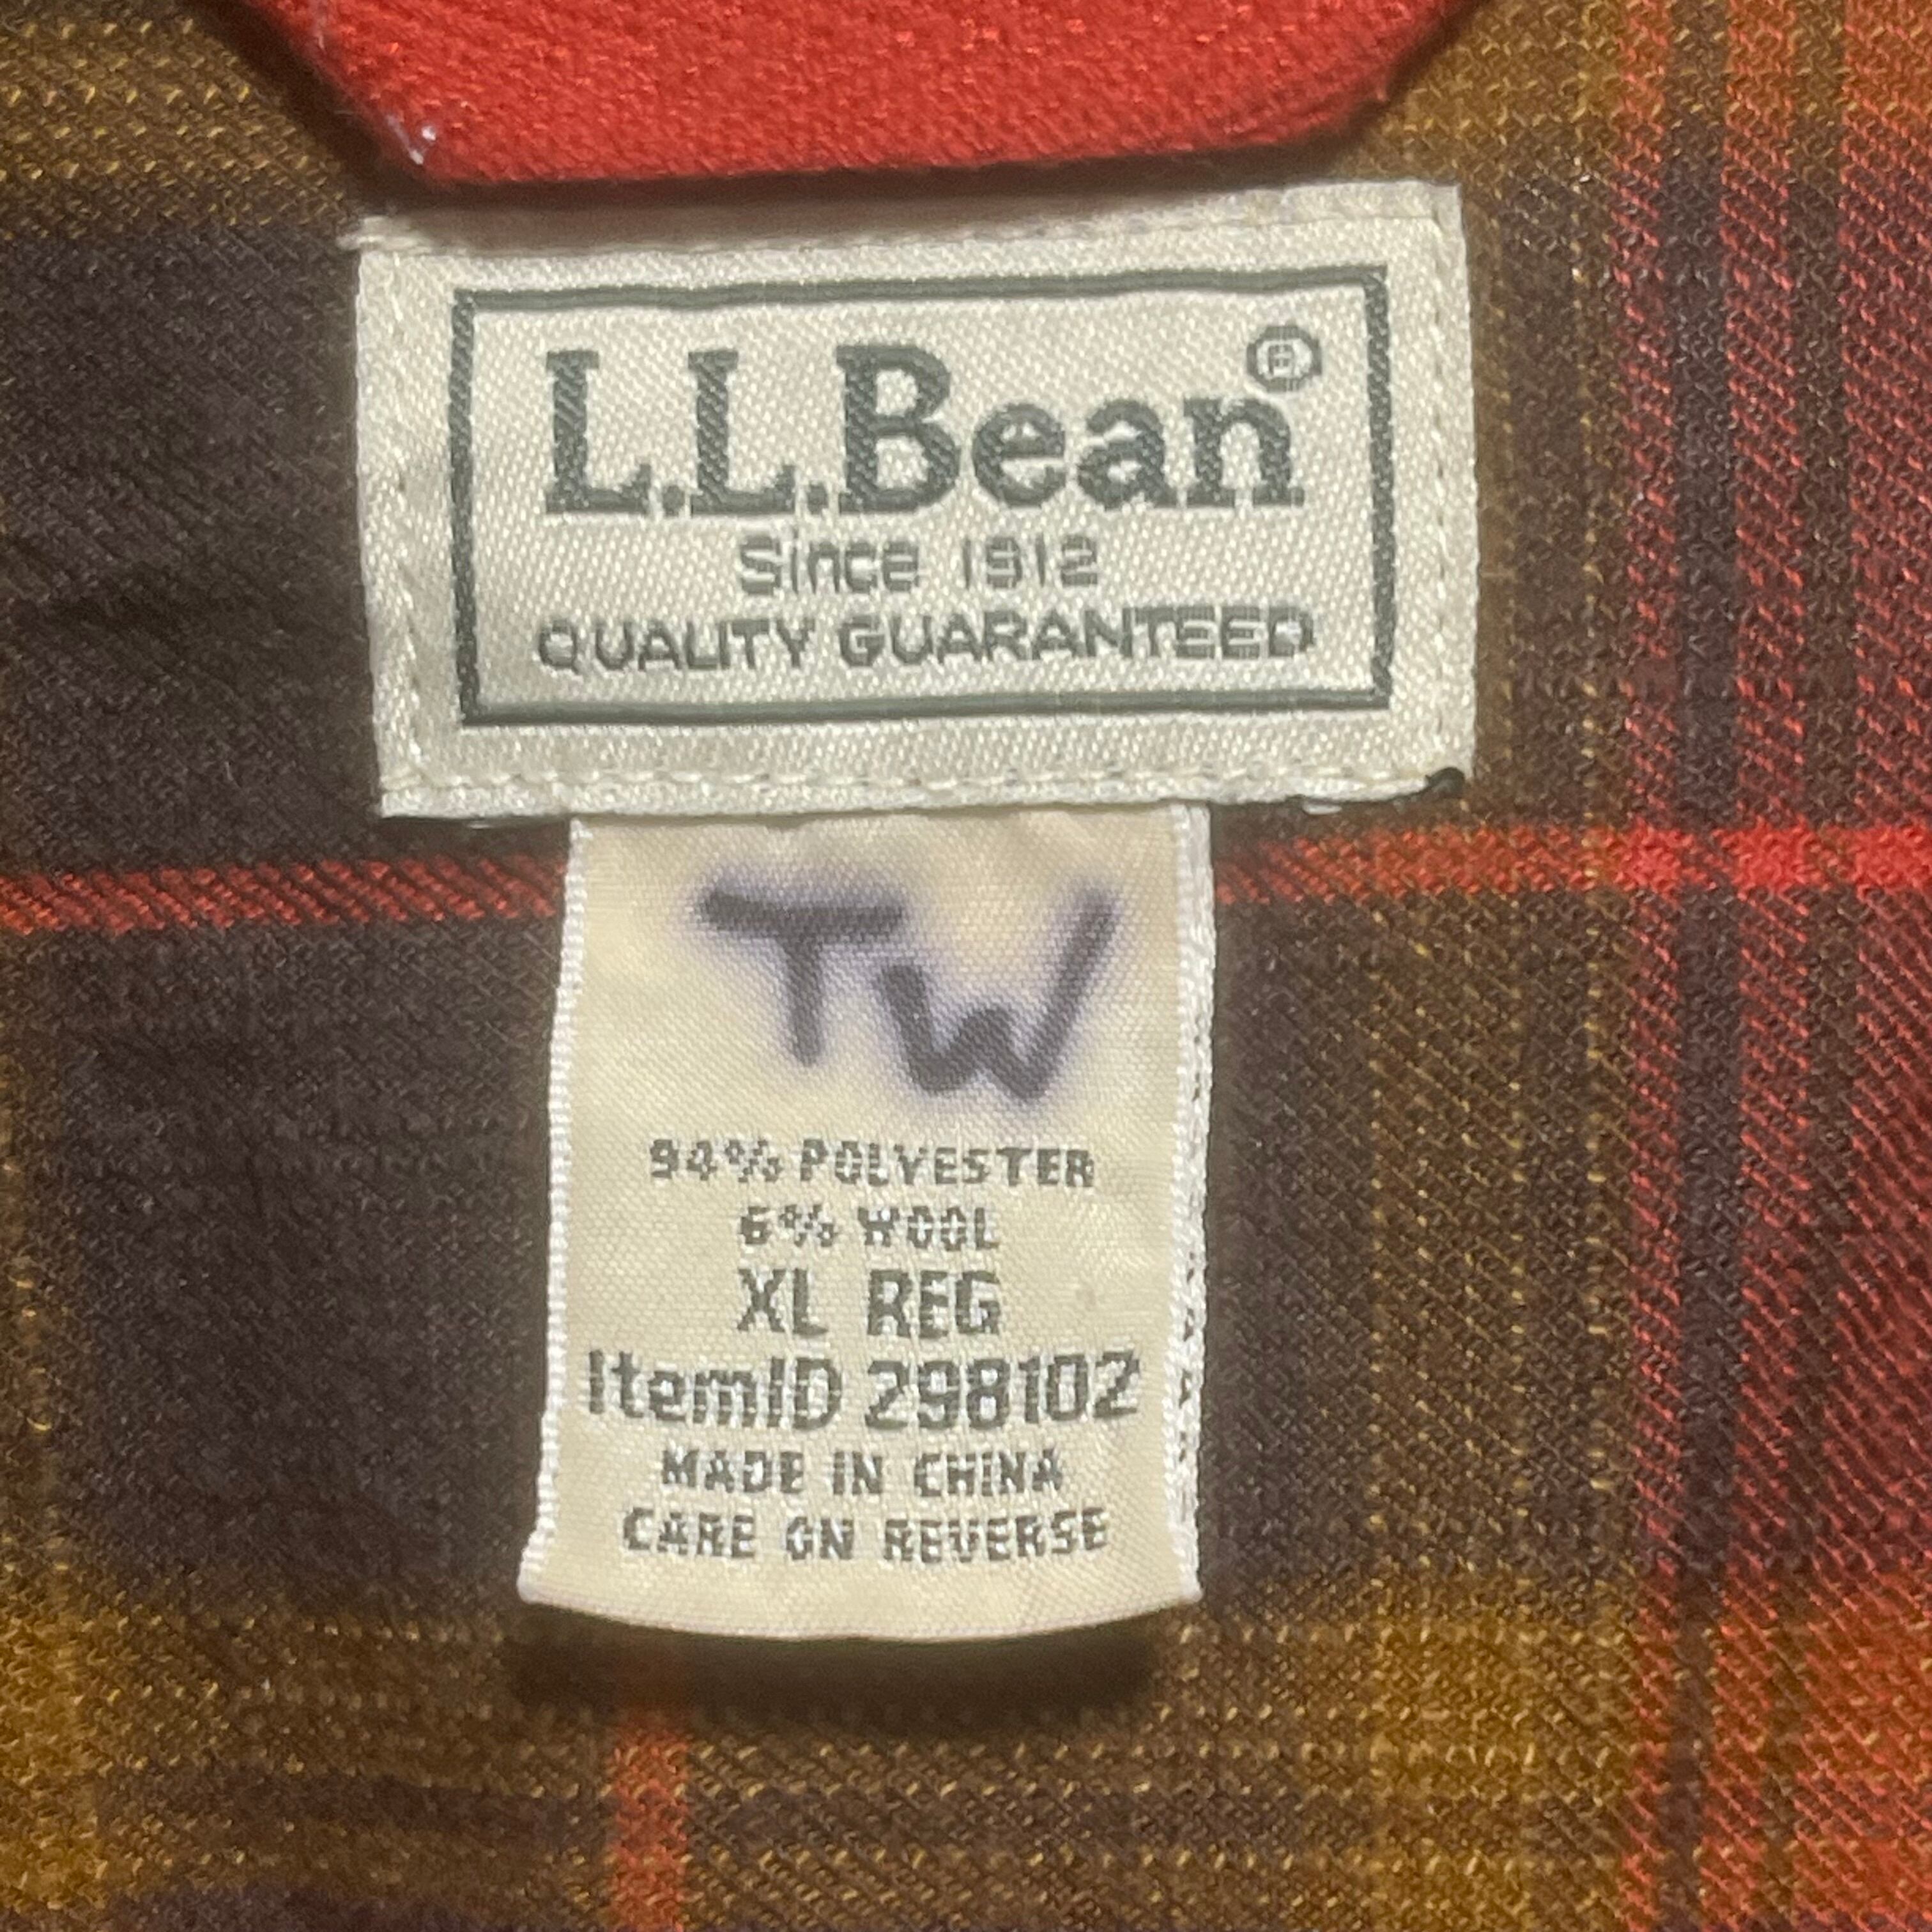 L.L.Bean®
Since 1912
QUALITY GUARANTEED
TW
94% POLYESTER
6% WOOL
XL REG
ItemID 298102
MADE IN CHINA
CARE ON REVERSE